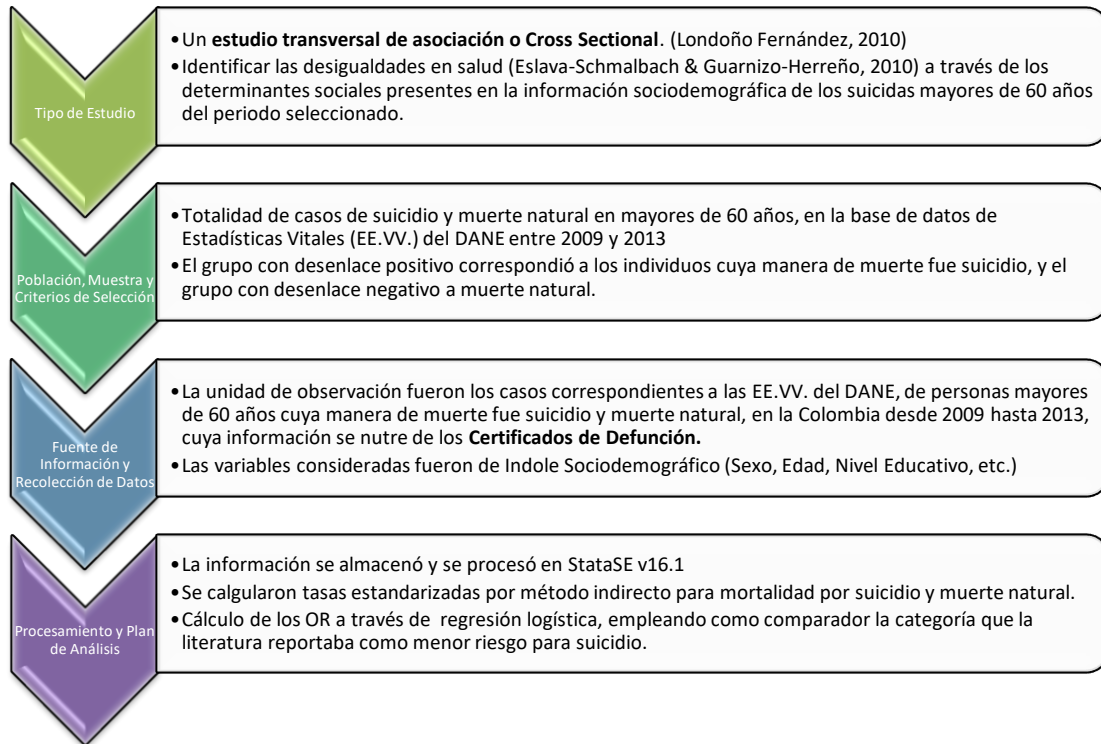 Tipo de Estudio
•Un estudio transversal de asociación o Cross Sectional. (Londoño Fernández, 2010)
•Identificar las desigualdades en salud (Eslava-Schmalbach & Guarnizo-Herreño, 2010) a través de los
determinantes sociales presentes en la información sociodemográfica de los suicidas mayores de 60 años
del periodo seleccionado.
Población, Muestra y
Criterios de Selección
•Totalidad de casos de suicidio y muerte natural en mayores de 60 años, en la base de datos de
Estadísticas Vitales (EE.VV.) del DANE entre 2009 y 2013
•El grupo con desenlace positivo correspondió a los individuos cuya manera de muerte fue suicidio, y el
grupo con desenlace negativo a muerte natural.
Fuente de
Información y
Recolección de Datos
•La unidad de observación fueron los casos correspondientes a las EE.VV. del DANE, de personas mayores
de 60 años cuya manera de muerte fue suicidio y muerte natural, en la Colombia desde 2009 hasta 2013,
cuya información se nutre de los Certificados de Defunción.
•Las variables consideradas fueron de Indole Sociodemográfico (Sexo, Edad, Nivel Educativo, etc.)
Procesamiento y Plan
de Análisis
•La información se almacenó y se procesó en StataSE v16.1
•Se calgularon tasas estandarizadas por método indirecto para mortalidad por suicidio y muerte natural.
•Cálculo de los OR a través de regresión logística, empleando como comparador la categoría que la
literatura reportaba como menor riesgo para suicidio.